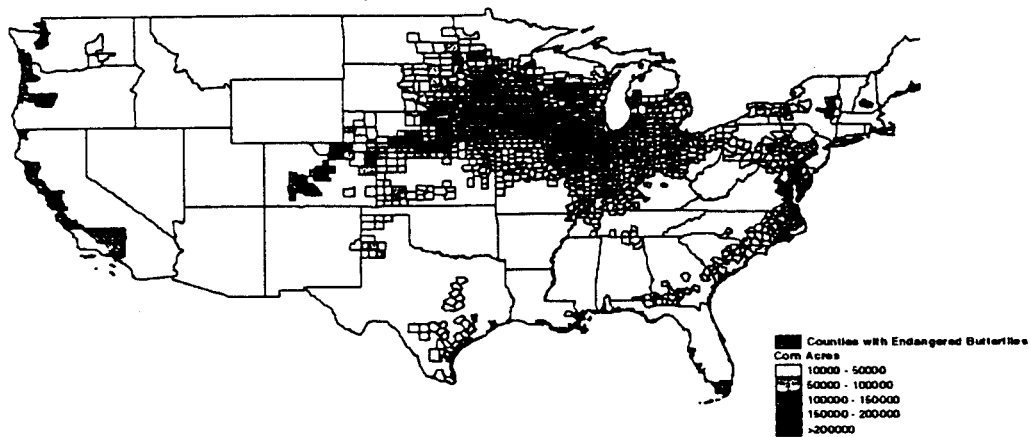 Counties with Endangered Butterflies
Corn Acres
10000 - 50000
50000 - 100000
100000 - 150000
150000 - 200000
>200000